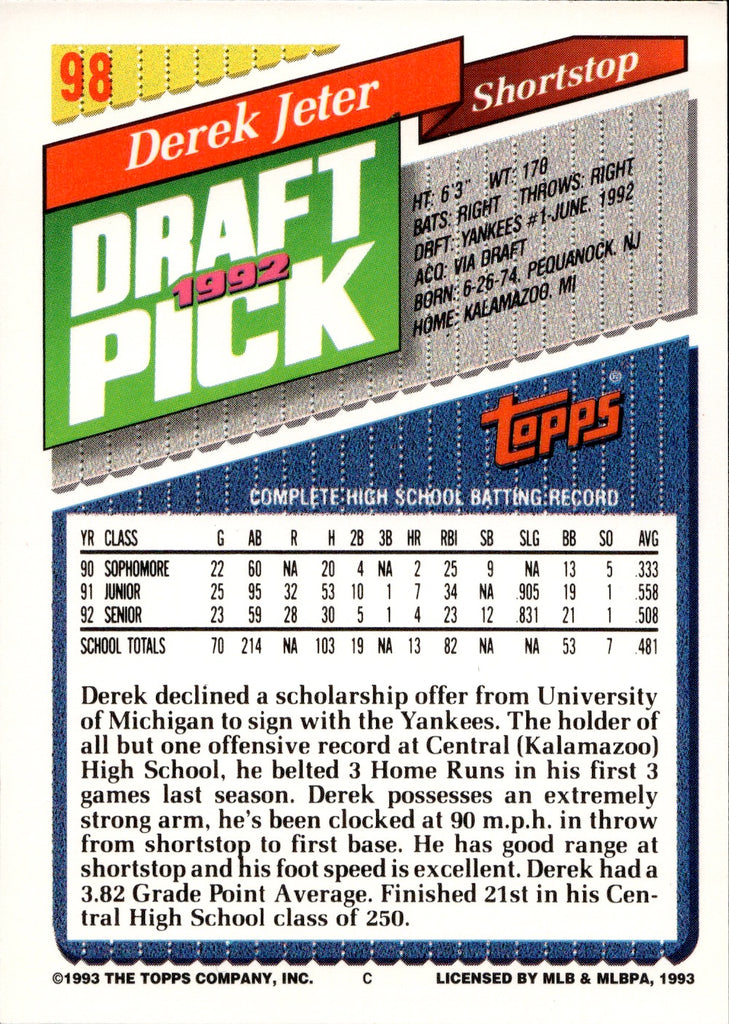 98
Derek Jeter
Shortstop
DRAFT
1992
PICK
HT: 6'3" WT: 178
BATS: RIGHT THROWS: RIGHT
DRFT: YANKEES #1-JUNE, 1992
ACQ: VIA DRAFT
BORN: 6-26-74, PEQUANOCK, NJ
HOME: KALAMAZOO, MI
topps®
COMPLETE HIGH SCHOOL BATTING RECORD
YR CLASS G AB R H 2B 3B HR RBI SB SLG BB SO AVG
90 SOPHOMORE 22 60 NA 20 4 NA 2 25 9 NA 13 5 .333
91 JUNIOR 25 95 32 53 10 1 7 34 NA .905 19 1 .558
92 SENIOR 23 59 28 30 5 1 4 23 12 .831 21 1 .508
SCHOOL TOTALS 70 214 NA 103 19 NA 13 82 NA NA 53 7 .481
Derek declined a scholarship offer from University
of Michigan to sign with the Yankees. The holder of
all but one offensive record at Central (Kalamazoo)
High School, he belted 3 Home Runs in his first 3
games last season. Derek possesses an extremely
strong arm, he's been clocked at 90 m.p.h. in throw
from shortstop to first base. He has good range at
shortstop and his foot speed is excellent. Derek had a
3.82 Grade Point Average. Finished 21st in his Cen-
tral High School class of 250.
©1993 THE TOPPS COMPANY, INC. C LICENSED BY MLB & MLBPA, 1993